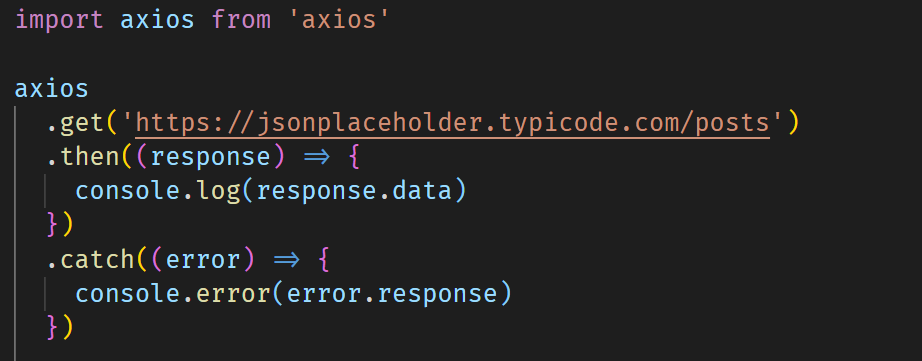 import axios from 'axios'
axios
.get('https://jsonplaceholder.typicode.com/posts')
.then((response) => {
console.log(response.data)
})
.catch((error) => {
console.error(error.response)
})